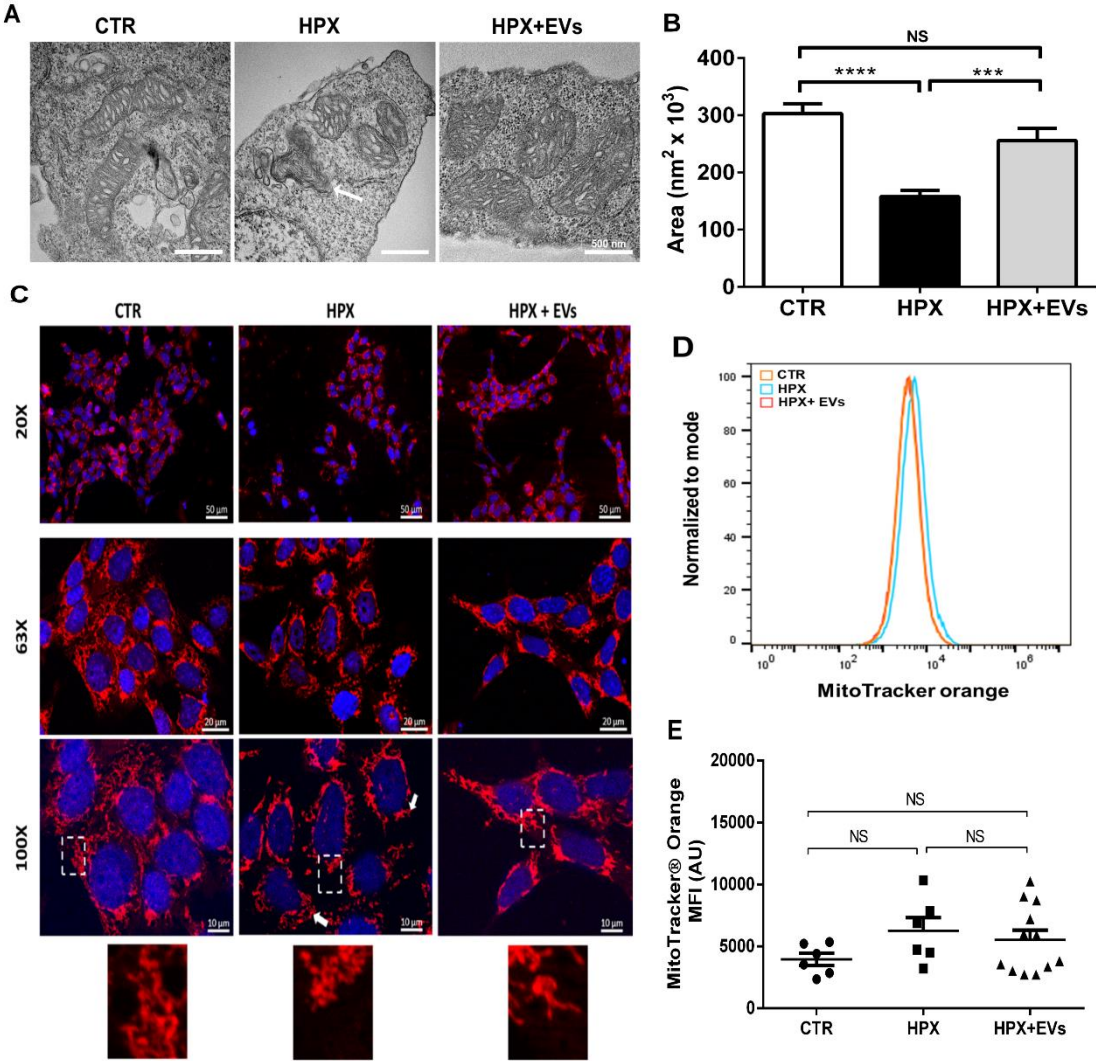 A
CTR HPX HPX+EVs
500 nm
B
NS
**** ***
400
300
200
100
0
Area (nm² x 10³)
CTR HPX HPX+EVs
C
CTR HPX HPX + EVs
20X
50 µm 50 µm 50 µm
63X
20 µm 20 µm 20 µm
100X
10 µm 10 µm 10 µm
D
CTR
HPX
HPX+ EVs
Normalized to mode
100
80
60
40
20
0
10⁰ 10² 10⁴ 10⁶
MitoTracker orange
E
MitoTracker® Orange
MFI (AU)
20000
15000
10000
5000
0
NS
NS NS
CTR HPX HPX+EVs